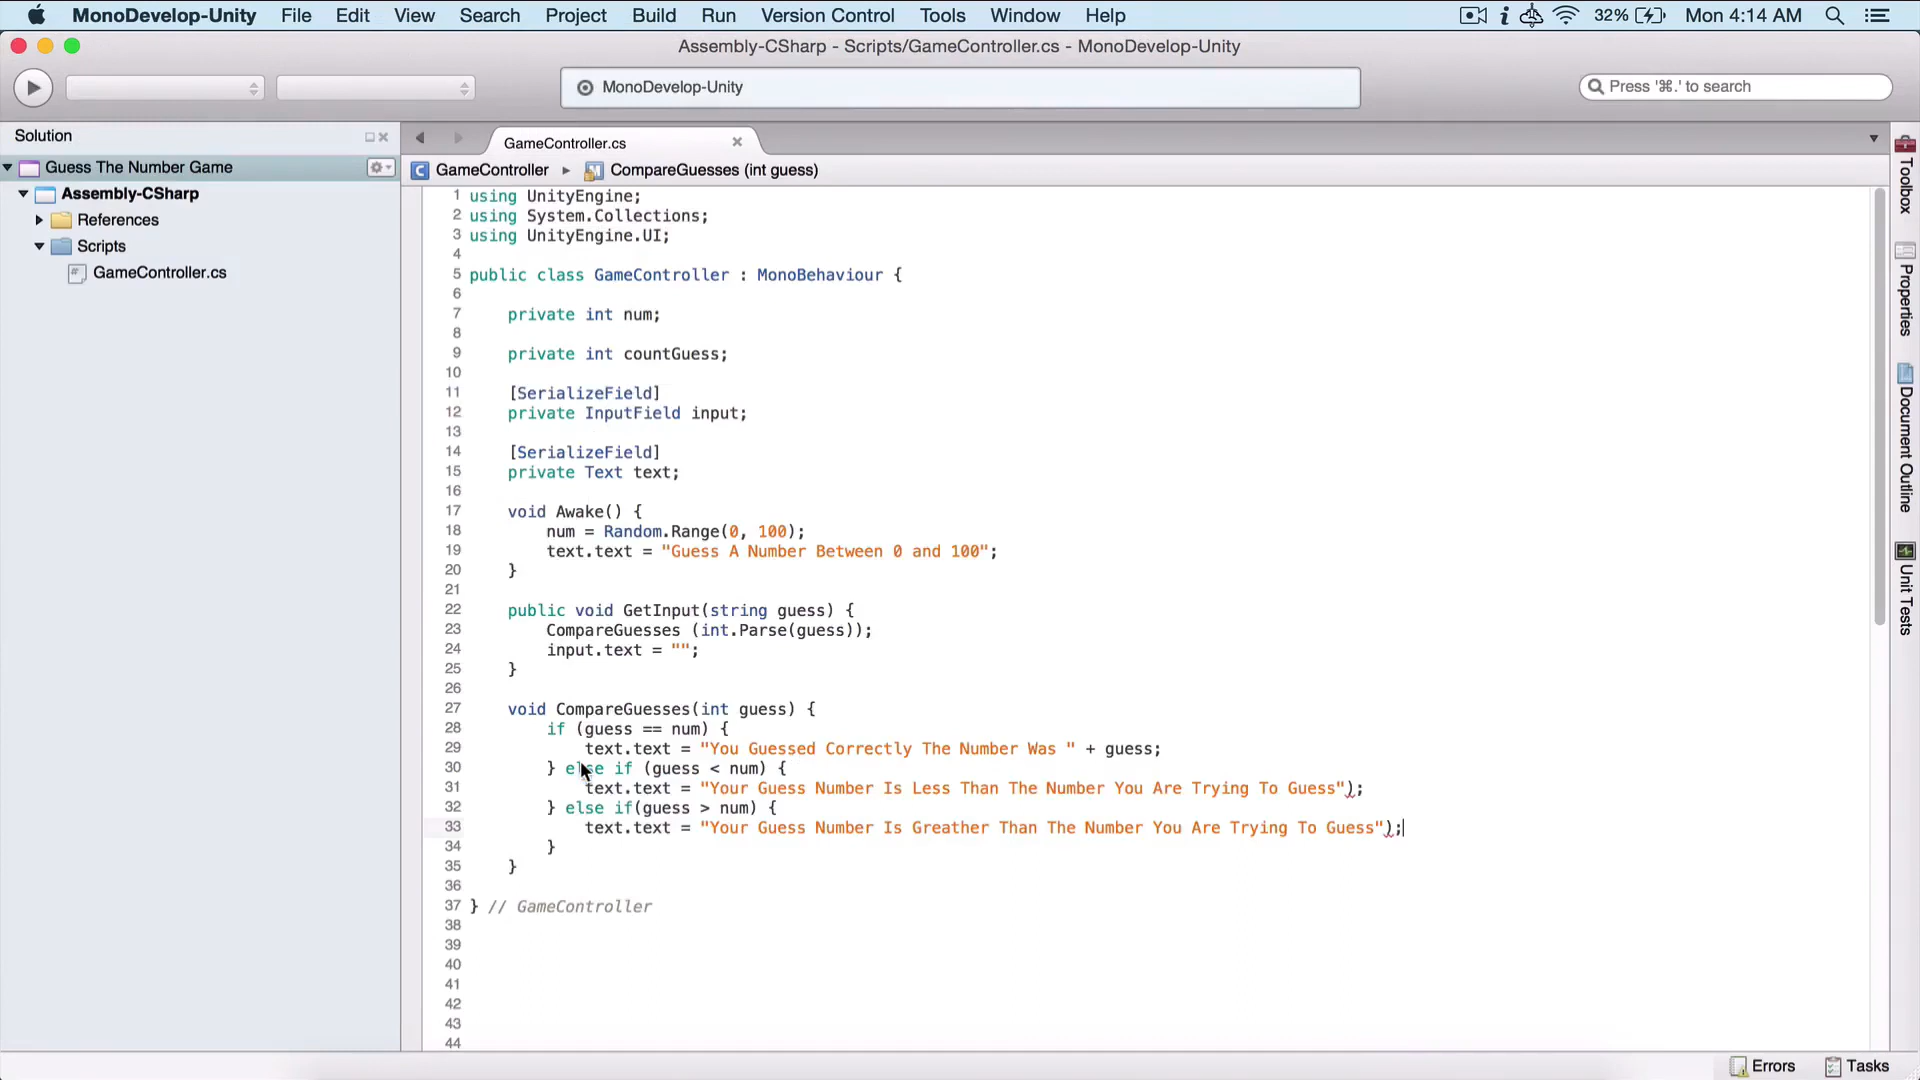 MonoDevelop-Unity File Edit View Search Project Build Run Version Control Tools Window Help 32% Mon 4:14 AM
Assembly-CSharp - Scripts/GameController.cs - MonoDevelop-Unity
MonoDevelop-Unity
Press '⌘.' to search
Solution
Guess The Number Game
Assembly-CSharp
References
Scripts
GameController.cs
GameController.cs
GameController CompareGuesses (int guess)
1 using UnityEngine;
2 using System.Collections;
3 using UnityEngine.UI;
4
5 public class GameController : MonoBehaviour {
6
7 private int num;
8
9 private int countGuess;
10
11 [SerializeField]
12 private InputField input;
13
14 [SerializeField]
15 private Text text;
16
17 void Awake() {
18 num = Random.Range(0, 100);
19 text.text = "Guess A Number Between 0 and 100";
20 }
21
22 public void GetInput(string guess) {
23 CompareGuesses (int.Parse(guess));
24 input.text = "";
25 }
26
27 void CompareGuesses(int guess) {
28 if (guess == num) {
29 text.text = "You Guessed Correctly The Number Was " + guess;
30 } else if (guess < num) {
31 text.text = "Your Guess Number Is Less Than The Number You Are Trying To Guess");
32 } else if(guess > num) {
33 text.text = "Your Guess Number Is Greather Than The Number You Are Trying To Guess");
34 }
35 }
36
37 } // GameController
38
39
40
41
42
43
44
Toolbox
Properties
Document Outline
Unit Tests
Errors Tasks